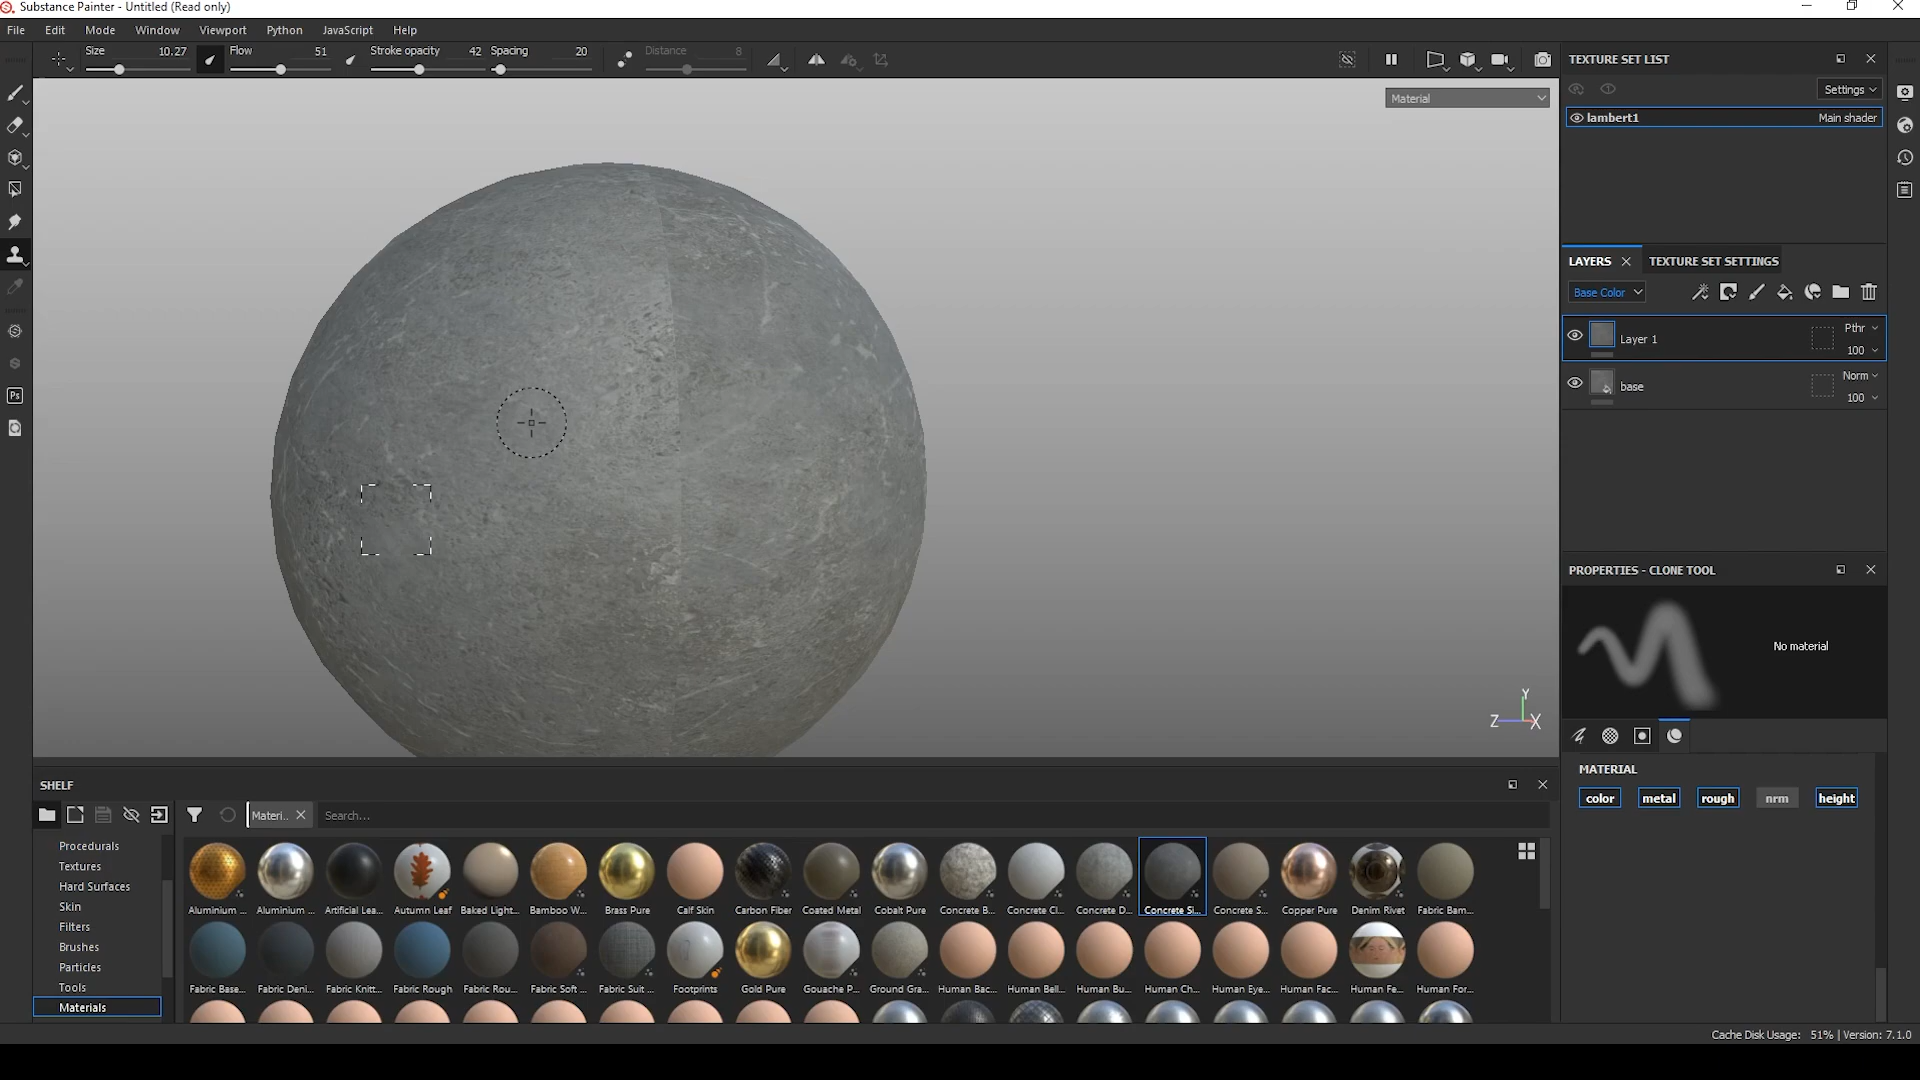 Substance Painter - Untitled (Read only)
File Edit Mode Window Viewport Python JavaScript Help
Size 10.27 Flow 51 Stroke opacity 42 Spacing 20 Distance 8
Material
TEXTURE SET LIST
Settings
lambert1 Main shader
LAYERS TEXTURE SET SETTINGS
Base Color
Layer 1 Pthr 100
base Norm 100
PROPERTIES - CLONE TOOL
No material
MATERIAL
color metal rough nrm height
Y
Z X
Ps
SHELF
Materi.. Search...
Procedurals
Textures
Hard Surfaces
Skin
Filters
Brushes
Particles
Tools
Materials
Aluminium ... Aluminium ... Artificial Lea... Autumn Leaf Baked Light... Bamboo W... Brass Pure Calf Skin Carbon Fiber Coated Metal Cobalt Pure Concrete B... Concrete Cl... Concrete D... Concrete Si... Concrete S... Copper Pure Denim Rivet Fabric Bam...
Fabric Base... Fabric Deni... Fabric Knitt... Fabric Rough Fabric Rou... Fabric Soft ... Fabric Suit ... Footprints Gold Pure Gouache P... Ground Gra... Human Bac... Human Bell... Human Bu... Human Ch... Human Eye... Human Fac... Human Fe... Human For...
Cache Disk Usage: 51% | Version: 7.1.0